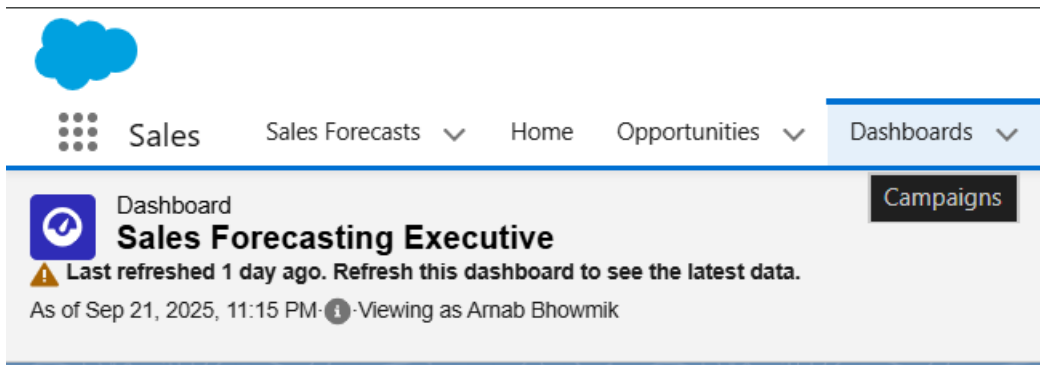 Sales Sales Forecasts Home Opportunities Dashboards
Campaigns
Dashboard
Sales Forecasting Executive
Last refreshed 1 day ago. Refresh this dashboard to see the latest data.
As of Sep 21, 2025, 11:15 PM·i·Viewing as Arnab Bhowmik